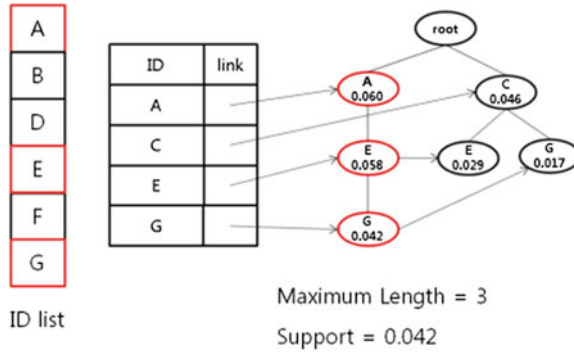 A
B
D
E
F
G
ID list
ID link
A
C
E
G
root
A
0.060
C
0.046
E
0.058
E
0.029
G
0.017
G
0.042
Maximum Length = 3
Support = 0.042